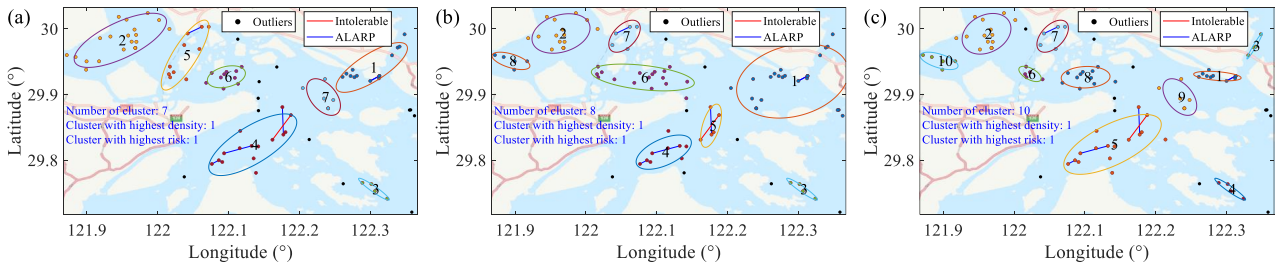 (a)
30
29.9
29.8
Latitude (°)
Outliers
Intolerable
ALARP
2
5
6
1
7
4
3
Number of cluster: 7
Cluster with highest density: 1
Cluster with highest risk: 1
121.9
122
122.1
122.2
122.3
Longitude (°)
(b)
30
29.9
29.8
Latitude (°)
Outliers
Intolerable
ALARP
2
7
8
6
1
5
4
3
Number of cluster: 8
Cluster with highest density: 1
Cluster with highest risk: 1
121.9
122
122.1
122.2
122.3
Longitude (°)
(c)
30
29.9
29.8
Latitude (°)
Outliers
Intolerable
ALARP
2
7
3
10
6
8
1
9
5
4
Number of cluster: 10
Cluster with highest density: 1
Cluster with highest risk: 1
121.9
122
122.1
122.2
122.3
Longitude (°)